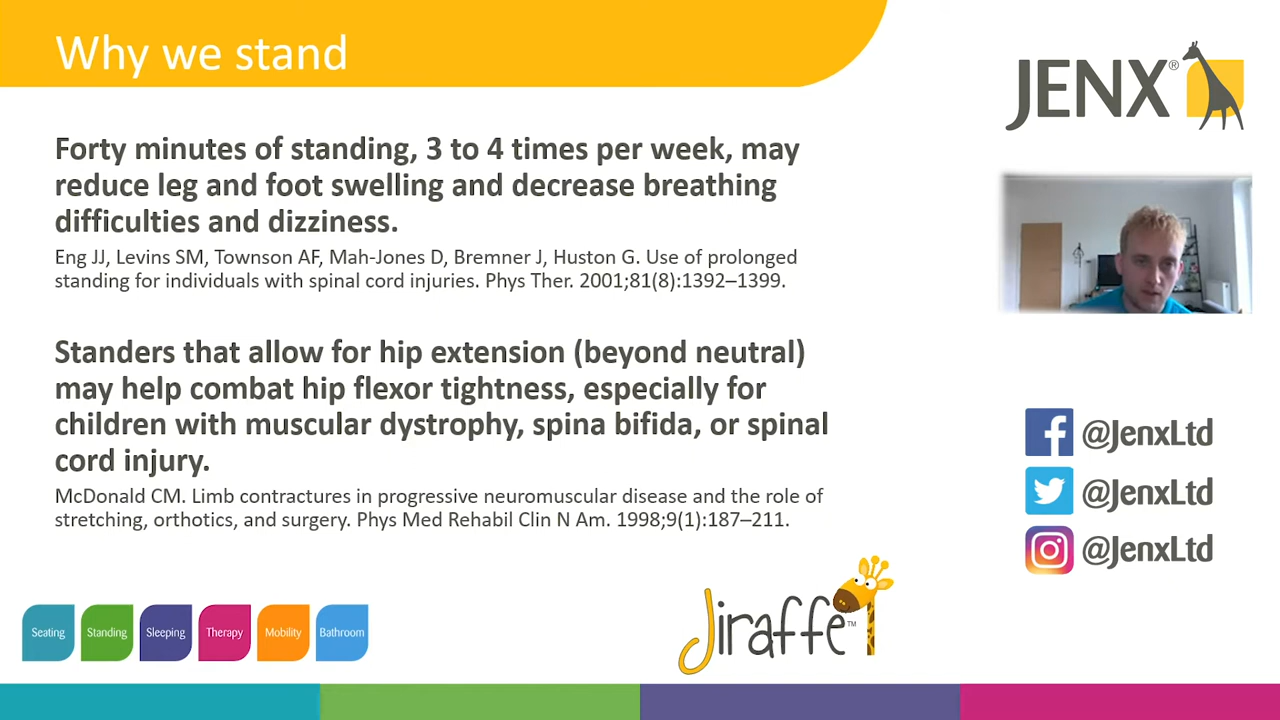 Why we stand
JENX®
Forty minutes of standing, 3 to 4 times per week, may
reduce leg and foot swelling and decrease breathing
difficulties and dizziness.
Eng JJ, Levins SM, Townson AF, Mah-Jones D, Bremner J, Huston G. Use of prolonged
standing for individuals with spinal cord injuries. Phys Ther. 2001;81(8):1392–1399.
Standers that allow for hip extension (beyond neutral)
may help combat hip flexor tightness, especially for
children with muscular dystrophy, spina bifida, or spinal
cord injury.
McDonald CM. Limb contractures in progressive neuromuscular disease and the role of
stretching, orthotics, and surgery. Phys Med Rehabil Clin N Am. 1998;9(1):187–211.
@JenxLtd
@JenxLtd
@JenxLtd
Seating Standing Sleeping Therapy Mobility Bathroom
Jiraffe™